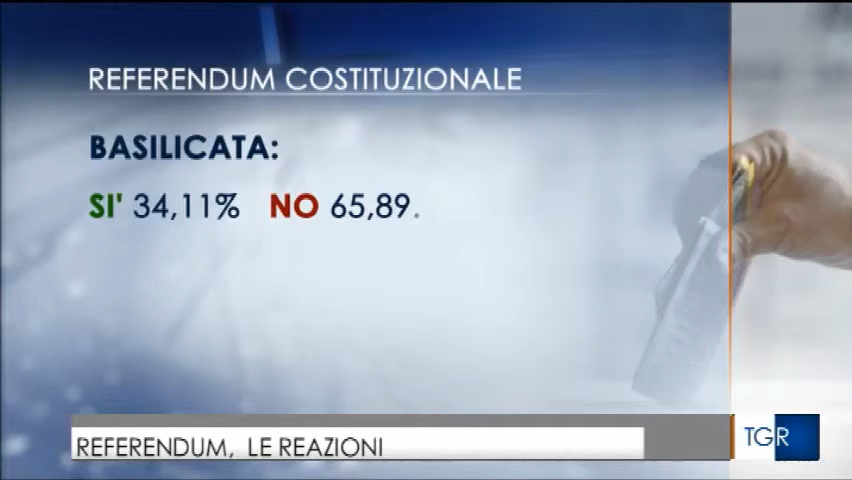 REFERENDUM COSTITUZIONALE
BASILICATA:
SI' 34,11% NO 65,89.
REFERENDUM, LE REAZIONI
TGR